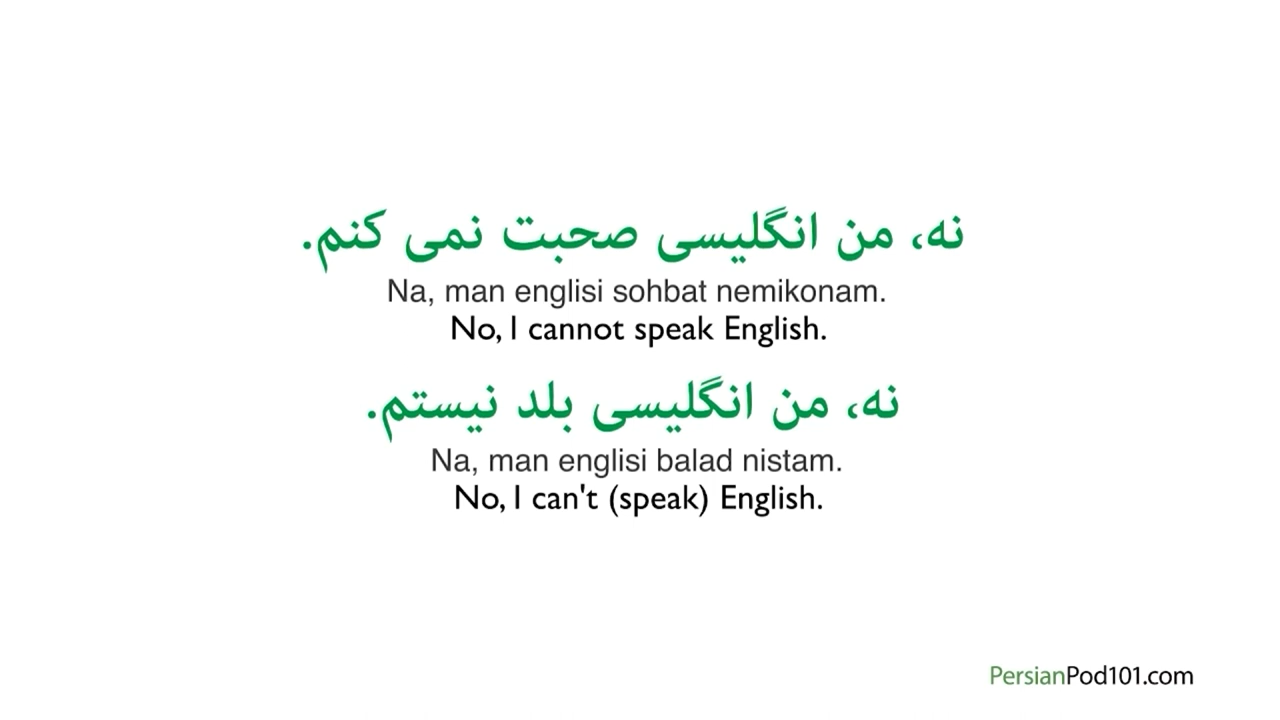 نه، من انگلیسی صحبت نمی کنم.
Na, man englisi sohbat nemikonam.
No, I cannot speak English.
نه، من انگلیسی بلد نیستم.
Na, man englisi balad nistam.
No, I can't (speak) English.
PersianPod101.com